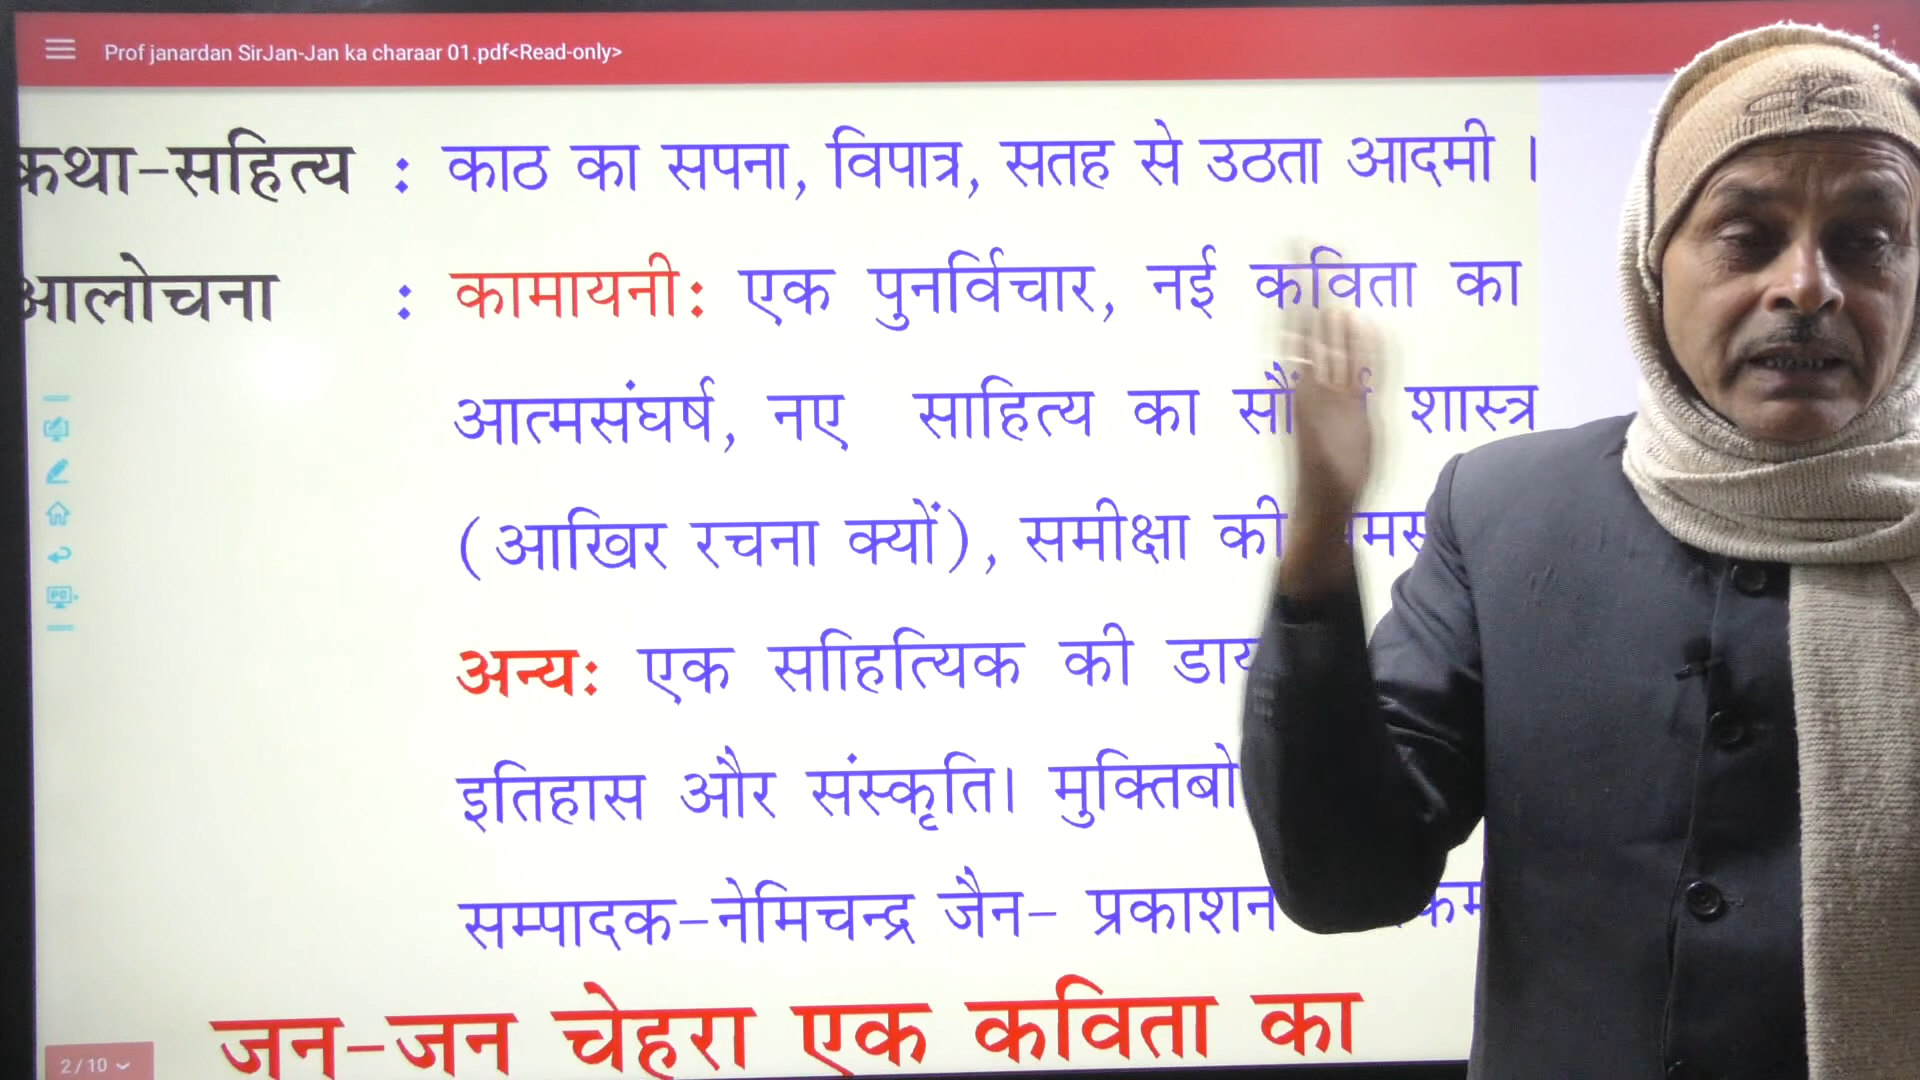 Prof janardan SirJan-Jan ka charaar 01.pdf<Read-only>
कथा-सहित्य : काठ का सपना, विपात्र, सतह से उठता आदमी ।
आलोचना : कामायनी: एक पुनर्विचार, नई कविता का
आत्मसंघर्ष, नए साहित्य का शास्त्र
(आखिर रचना क्यों), समीक्षा की
अन्य: एक साहित्यिक की
इतिहास और संस्कृति।
सम्पादक-नेमिचन्द्र जैन- प्रकाशन
जन-जन चेहरा एक कविता का
2/10